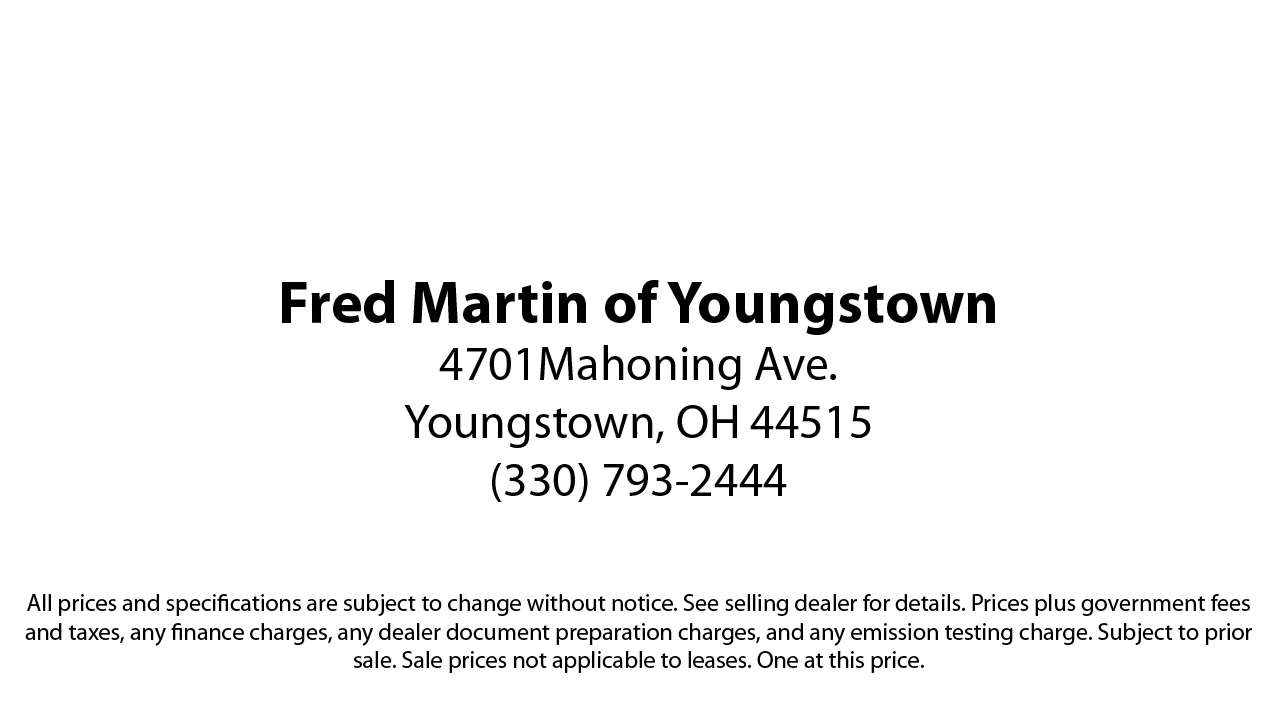 Fred Martin of Youngstown
4701Mahoning Ave.
Youngstown, OH 44515
(330) 793-2444
All prices and specifications are subject to change without notice. See selling dealer for details. Prices plus government fees
and taxes, any finance charges, any dealer document preparation charges, and any emission testing charge. Subject to prior
sale. Sale prices not applicable to leases. One at this price.